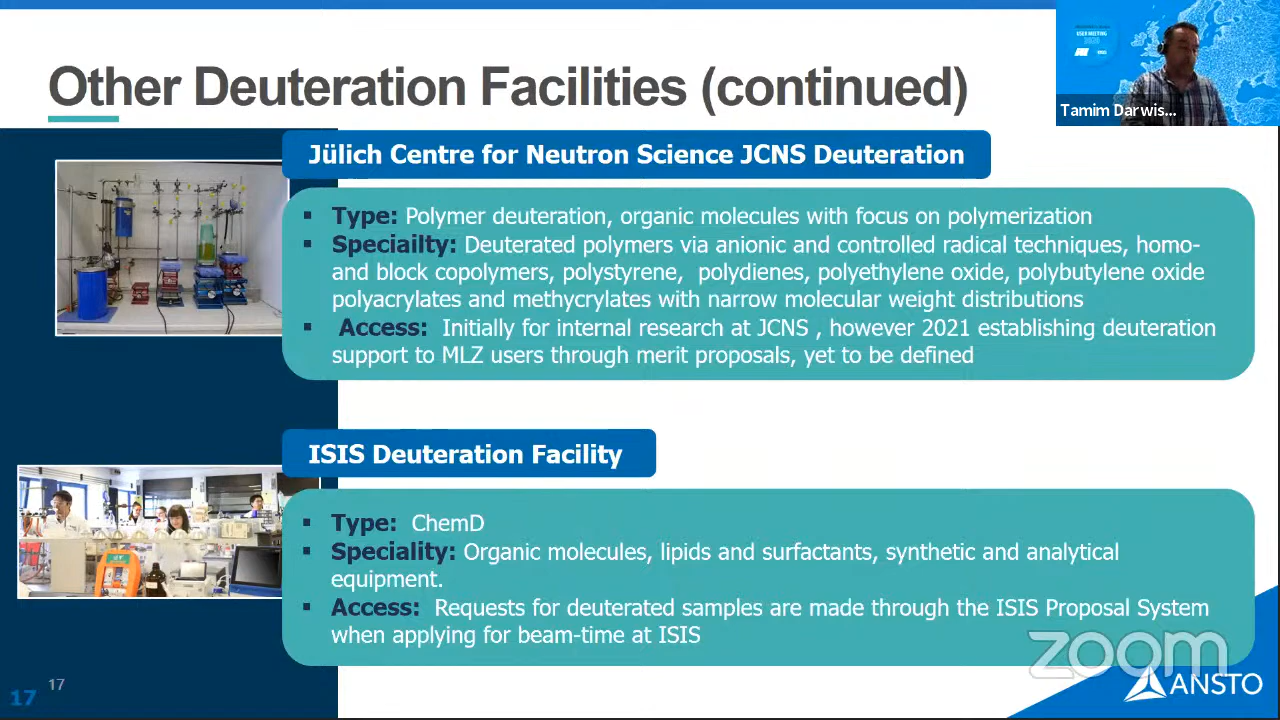 Other Deuteration Facilities (continued)
USER MEETING
2020
Tamim Darwis...
Jülich Centre for Neutron Science JCNS Deuteration
▪ Type: Polymer deuteration, organic molecules with focus on polymerization
▪ Speciailty: Deuterated polymers via anionic and controlled radical techniques, homo-
and block copolymers, polystyrene, polydienes, polyethylene oxide, polybutylene oxide
polyacrylates and methycrylates with narrow molecular weight distributions
▪ Access: Initially for internal research at JCNS , however 2021 establishing deuteration
support to MLZ users through merit proposals, yet to be defined
ISIS Deuteration Facility
▪ Type: ChemD
▪ Speciality: Organic molecules, lipids and surfactants, synthetic and analytical
equipment.
▪ Access: Requests for deuterated samples are made through the ISIS Proposal System
when applying for beam-time at ISIS
zoom
ANSTO
17
17